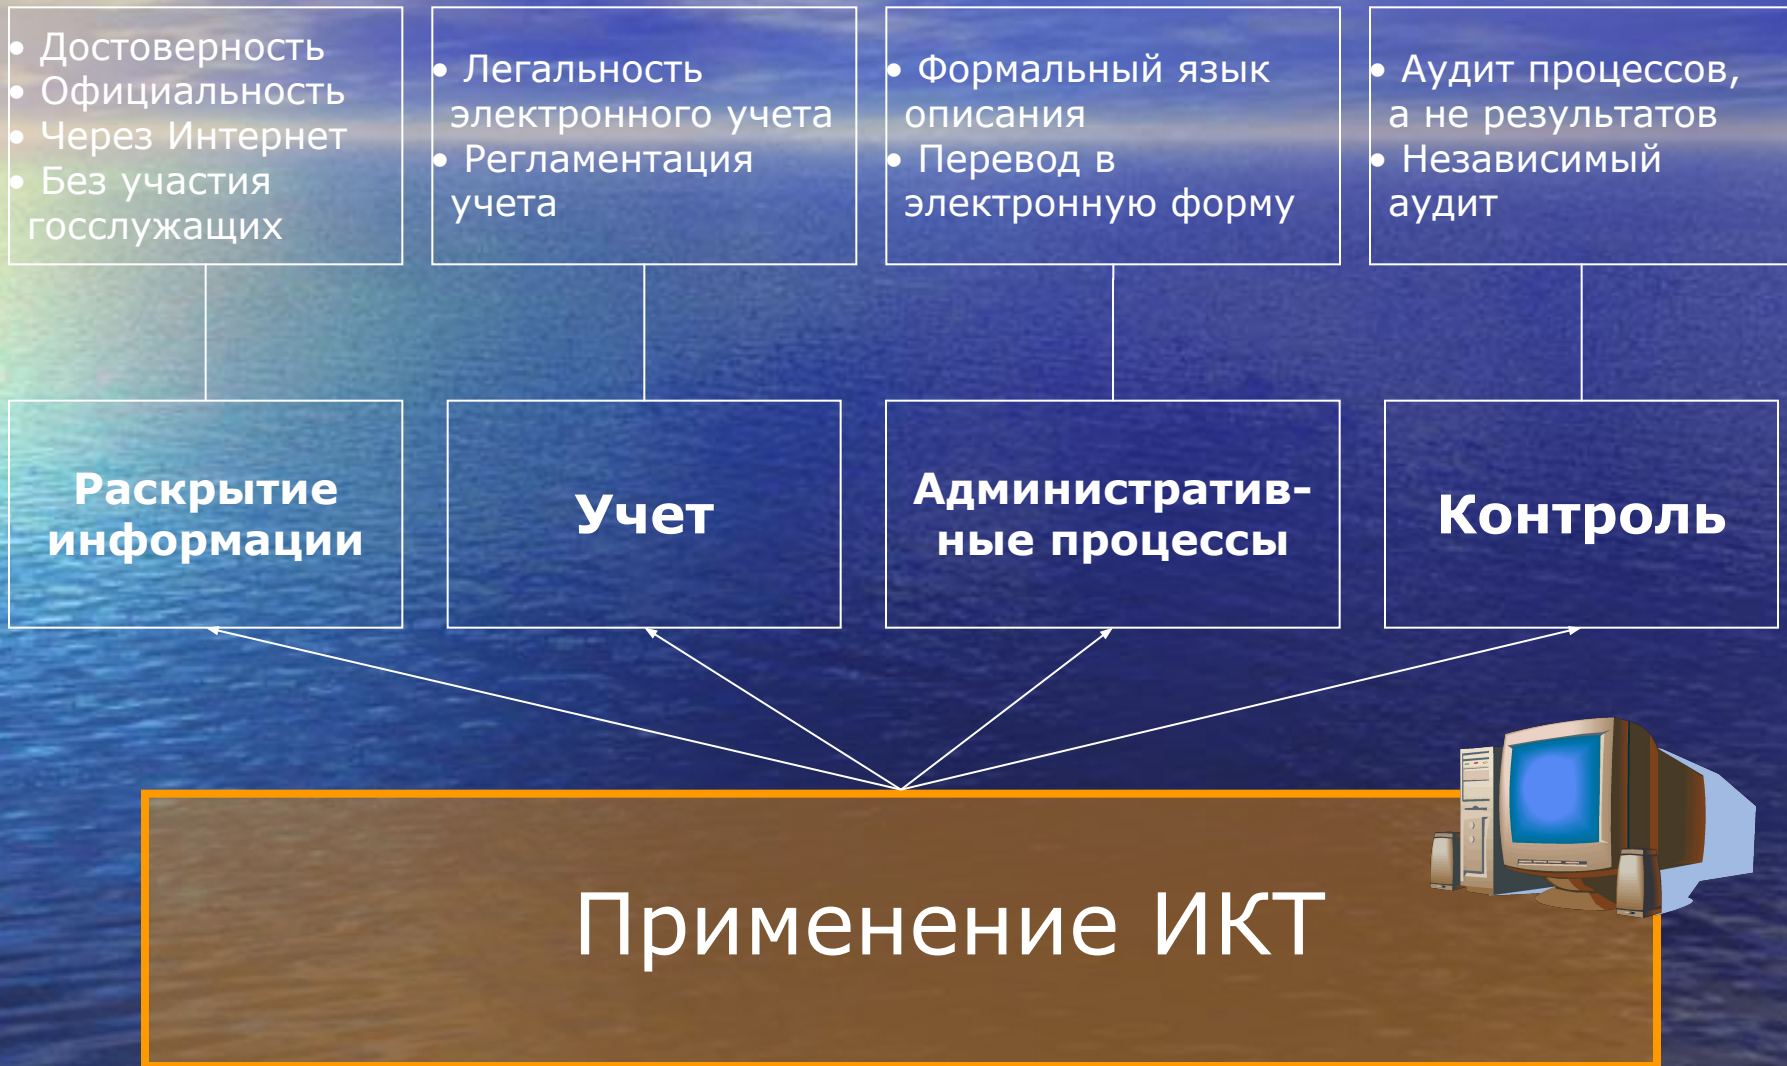 • Достоверность
• Официальность
• Через Интернет
• Без участия
госслужащих
• Легальность
электронного учета
• Регламентация
учета
• Формальный язык
описания
• Перевод в
электронную форму
• Аудит процессов,
а не результатов
• Независимый
аудит
Раскрытие
информации
Учет
Административ-
ные процессы
Контроль
Применение ИКТ